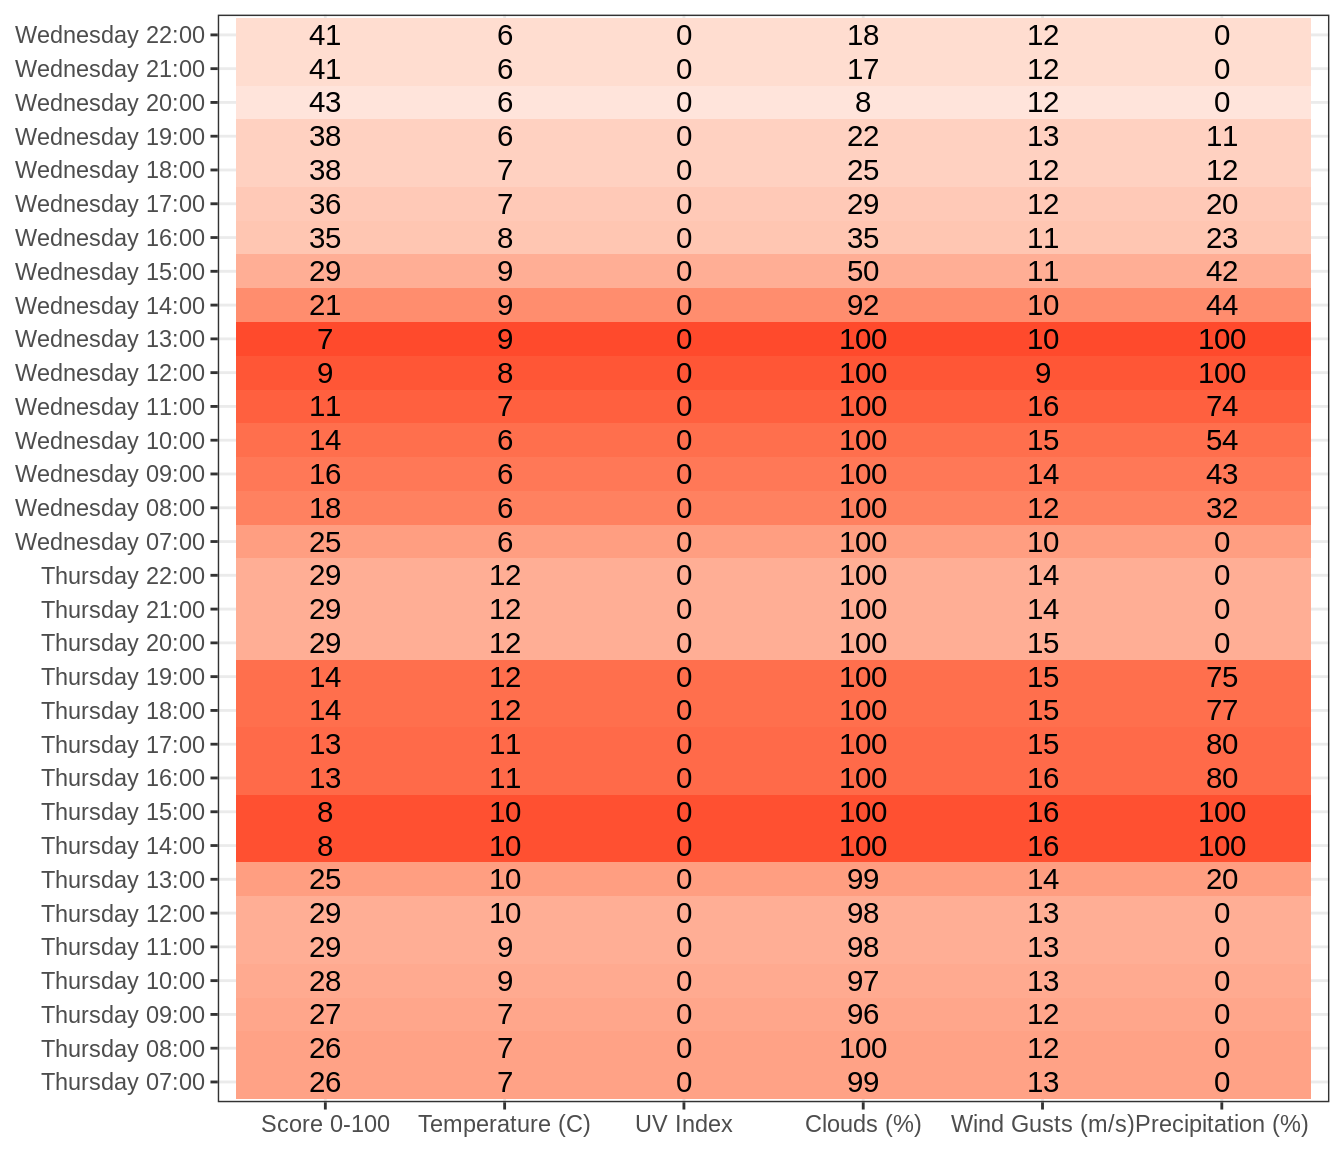 Wednesday 22:00 41 6 0 18 12 0
Wednesday 21:00 41 6 0 17 12 0
Wednesday 20:00 43 6 0 8 12 0
Wednesday 19:00 38 6 0 22 13 11
Wednesday 18:00 38 7 0 25 12 12
Wednesday 17:00 36 7 0 29 12 20
Wednesday 16:00 35 8 0 35 11 23
Wednesday 15:00 29 9 0 50 11 42
Wednesday 14:00 21 9 0 92 10 44
Wednesday 13:00 7 9 0 100 10 100
Wednesday 12:00 9 8 0 100 9 100
Wednesday 11:00 11 7 0 100 16 74
Wednesday 10:00 14 6 0 100 15 54
Wednesday 09:00 16 6 0 100 14 43
Wednesday 08:00 18 6 0 100 12 32
Wednesday 07:00 25 6 0 100 10 0
Thursday 22:00 29 12 0 100 14 0
Thursday 21:00 29 12 0 100 14 0
Thursday 20:00 29 12 0 100 15 0
Thursday 19:00 14 12 0 100 15 75
Thursday 18:00 14 12 0 100 15 77
Thursday 17:00 13 11 0 100 15 80
Thursday 16:00 13 11 0 100 16 80
Thursday 15:00 8 10 0 100 16 100
Thursday 14:00 8 10 0 100 16 100
Thursday 13:00 25 10 0 99 14 20
Thursday 12:00 29 10 0 98 13 0
Thursday 11:00 29 9 0 98 13 0
Thursday 10:00 28 9 0 97 13 0
Thursday 09:00 27 7 0 96 12 0
Thursday 08:00 26 7 0 100 12 0
Thursday 07:00 26 7 0 99 13 0
Score 0-100 Temperature (C) UV Index Clouds (%) Wind Gusts (m/s) Precipitation (%)